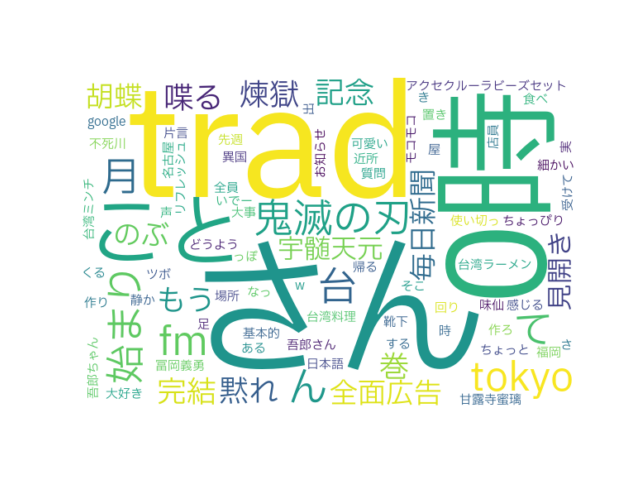 胡蝶
喋る
煉獄
記念
アクセクルーラビーズセット
google
trad
丑
き
置き
食べ
不死川
片言
名古屋
リフレッシュ
先週
異国
お知らせ
可愛い
近所
質問
モコモコ
屋
店員
0時
実
細かい
月
台湾ミンチ
こ
のぶ
声
と
全員
いでー
大事
鬼滅の刃
毎日新聞
使い切っ
ちょっぴり
受けて
どうよう
っぽ
宇髄天元
見開き
くる
ツボ
さん
台
帰る
そこ
台湾ラーメン
始まり
作り
静か
もう
場所
w
なっ
台湾料理
回り
味仙
感じる
て
fm
足
基本的
ある
吾郎さん
靴下
する
時
作ろ
ちょっと
福岡
さ
吾郎ちゃん
冨岡義勇
日本語
巻
tokyo
大好き
完結
黙れ
ん
全面広告
甘露寺蜜璃